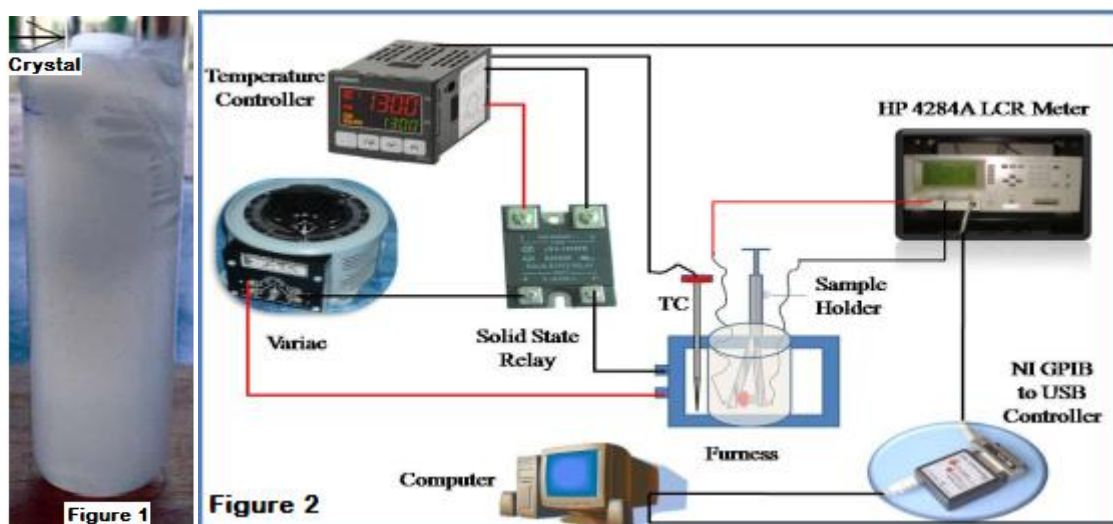 Crystal
Figure 1
Temperature
Controller
1300
1300
HP 4284A LCR Meter
Variac
Solid State
Relay
TC
Sample
Holder
Furness
NI GPIB
to USB
Controller
Computer
Figure 2